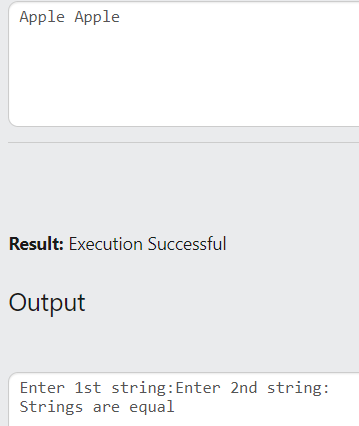 Apple Apple
Result: Execution Successful
Output
Enter 1st string:Enter 2nd string:
Strings are equal